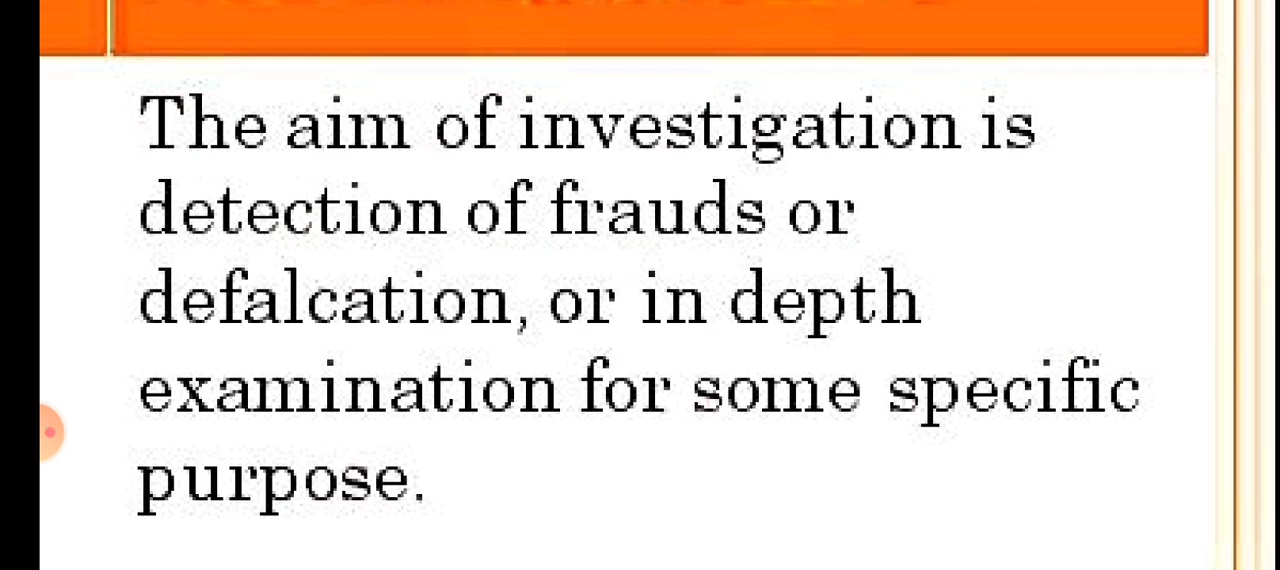 The aim of investigation is
detection of frauds or
defalcation, or in depth
examination for some specific
purpose.